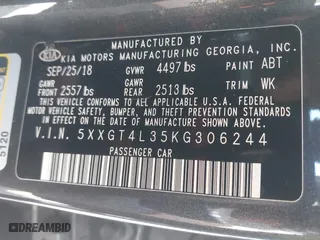 MANUFACTURED BY
KIA KIA MOTORS MANUFACTURING GEORGIA, INC.
SEP/25/18 GVWR 4497 lbs PAINT ABT
GAWR GAWR TRIM WK
FRONT 2557 lbs REAR 2513 lbs
THIS VEHICLE CONFORMS TO ALL APPLICABLE FEDERAL MOTOR
VEHICLE SAFETY, BUMPER, AND THEFT PREVENTION STANDARDS
IN EFFECT ON THE DATE OF MANUFACTURE SHOWN ABOVE.
V.I.N. 5XXGT4L35KG306244
PASSENGER CAR
5120